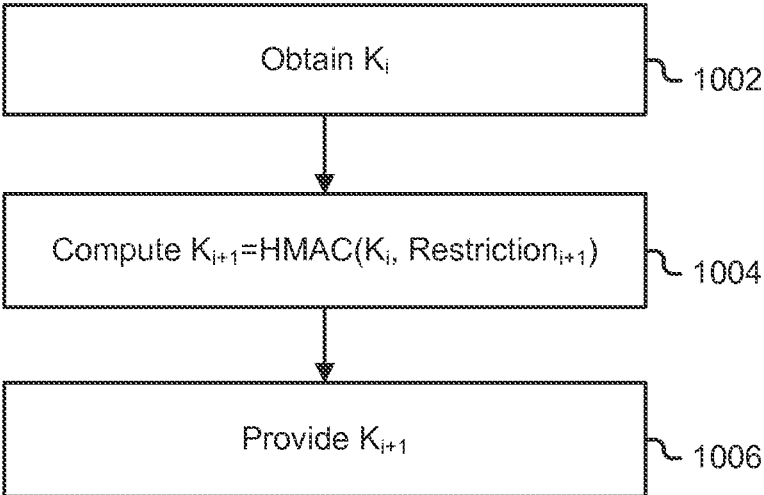 Obtain Kᵢ
1002
Compute Kᵢ₊₁=HMAC(Kᵢ, Restrictionᵢ₊₁)
1004
Provide Kᵢ₊₁
1006